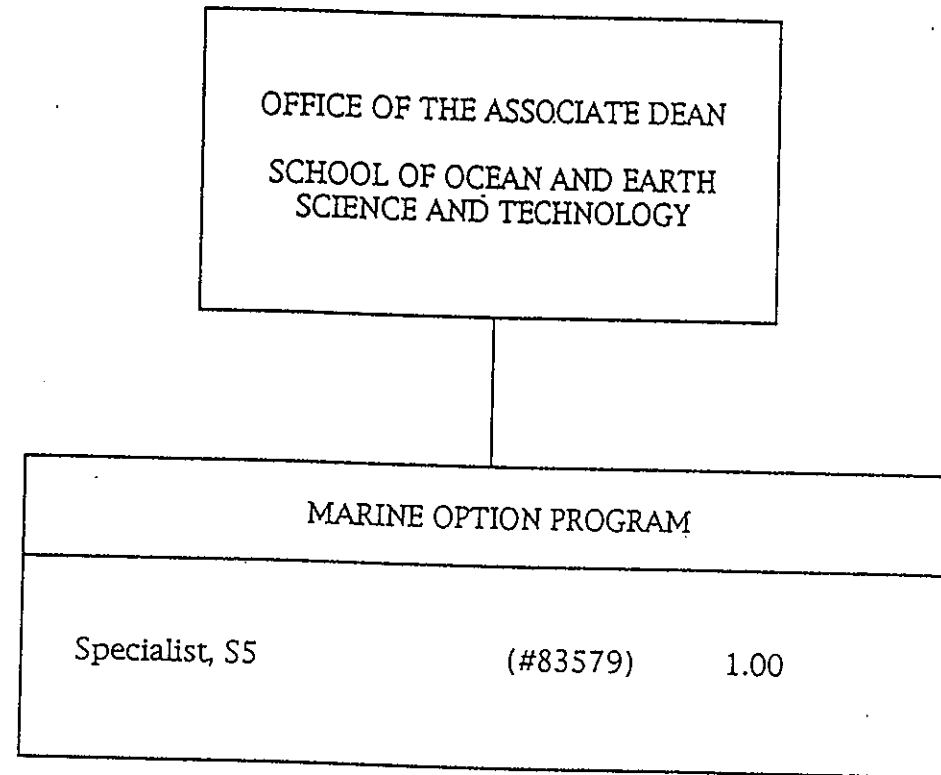 OFFICE OF THE ASSOCIATE DEAN
SCHOOL OF OCEAN AND EARTH
SCIENCE AND TECHNOLOGY
MARINE OPTION PROGRAM
Specialist, S5 (#83579) 1.00